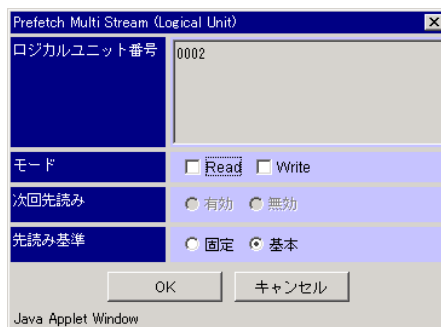 Prefetch Multi Stream (Logical Unit)
ロジカルユニット番号 0002
モード Read Write
次回先読み 有効 無効
先読み基準 固定 基本
OK キャンセル
Java Applet Window